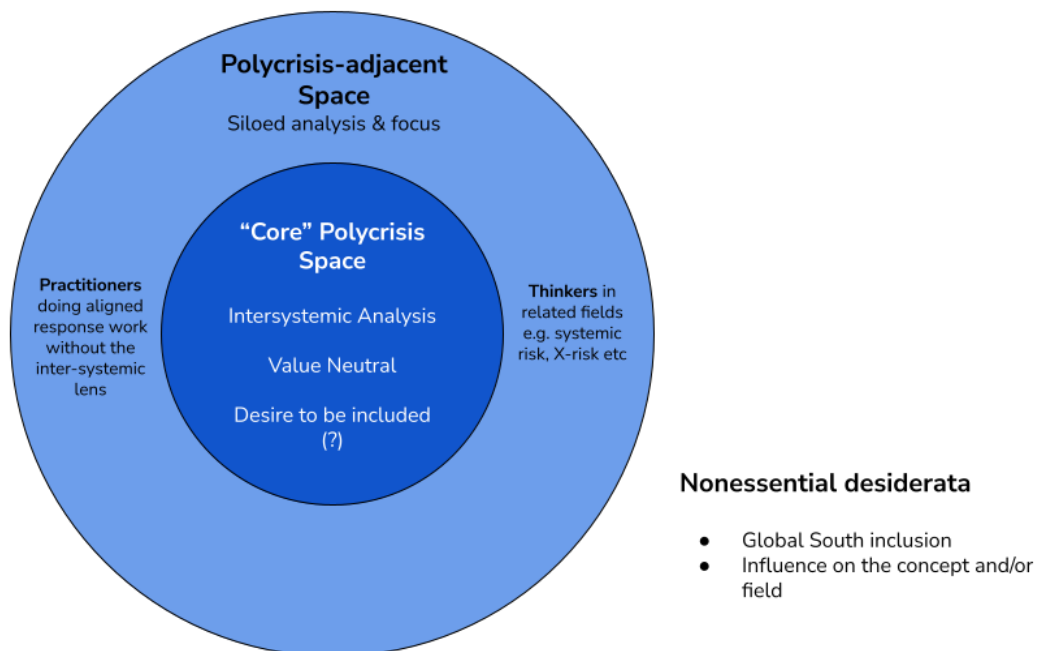 Polycrisis-adjacent
Space
Siloed analysis & focus
“Core” Polycrisis
Space
Intersystemic Analysis
Value Neutral
Desire to be included
(?)
Practitioners
doing aligned
response work
without the
inter-systemic
lens
Thinkers in
related fields
e.g. systemic
risk, X-risk etc
Nonessential desiderata
● Global South inclusion
● Influence on the concept and/or
field